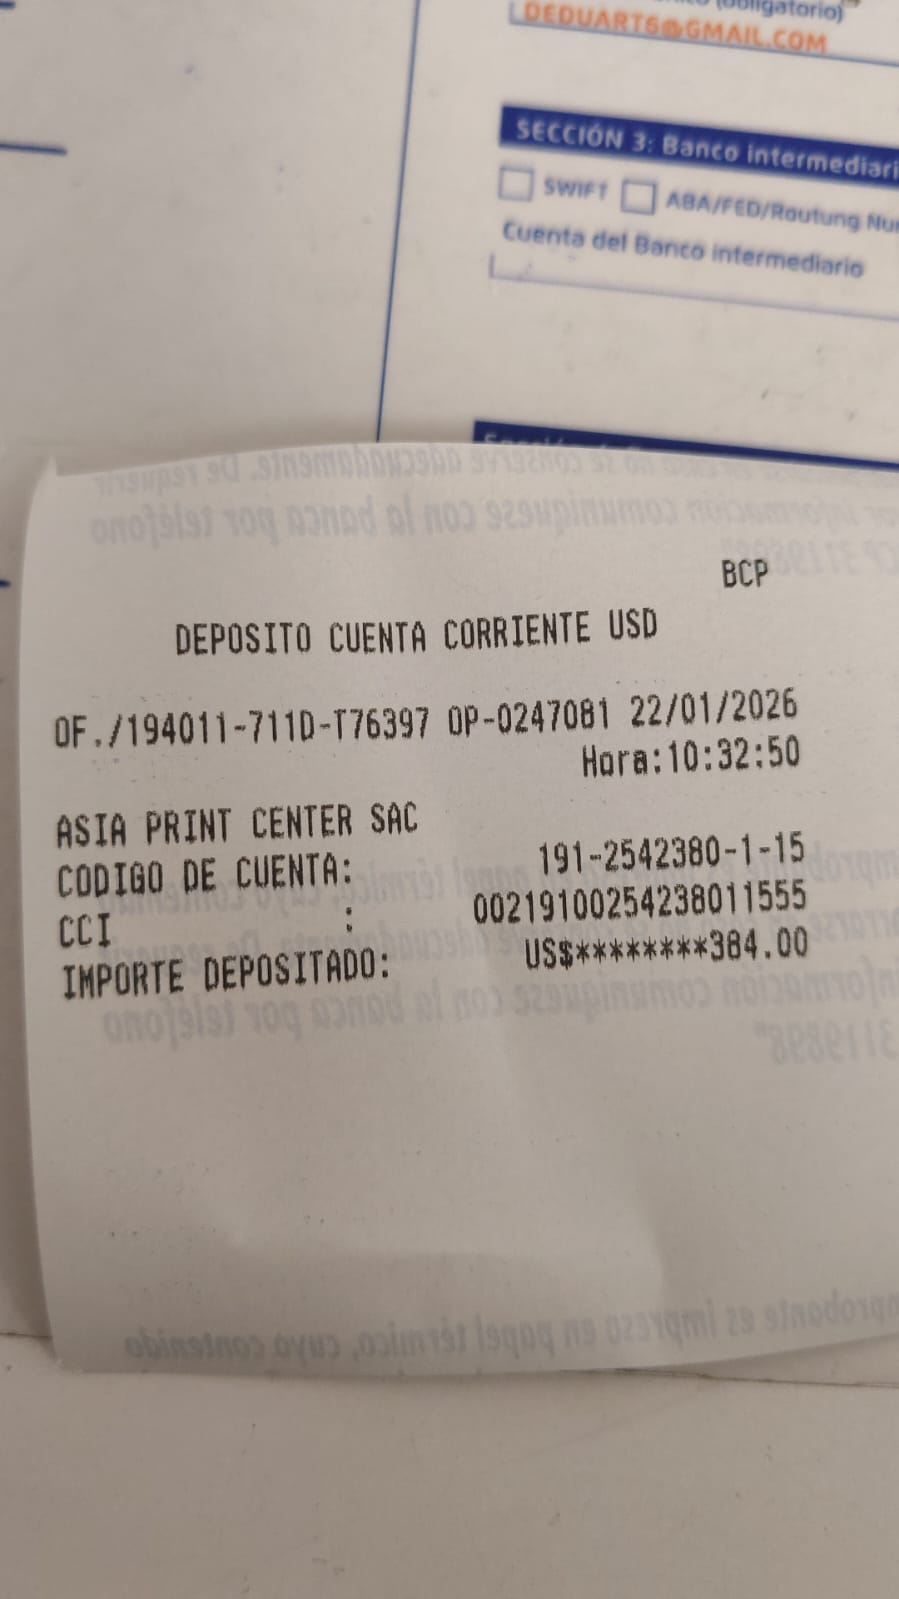 (obligatorio)
DEDUART6@GMAIL.COM
SECCIÓN 3: Banco intermediari
SWIFT ABA/FED/Routung Nu
Cuenta del Banco intermediario
BCP
DEPOSITO CUENTA CORRIENTE USD
OF./194011-711D-T76397 OP-0247081 22/01/2026
Hora:10:32:50
ASIA PRINT CENTER SAC
CODIGO DE CUENTA: 191-2542380-1-15
CCI : 00219100254238011555
IMPORTE DEPOSITADO: US$********384.00